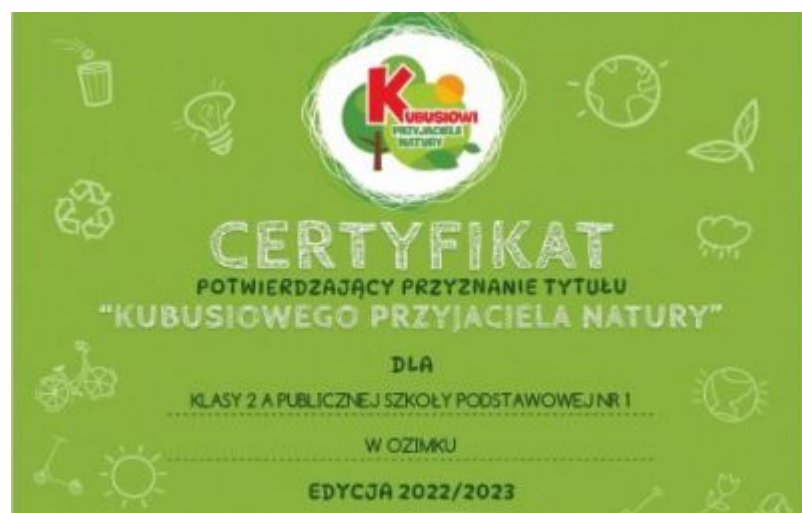 KUBUSIOWI
PRZYJACIELE
NATURY
CERTYFIKAT
POTWIERDZAJĄCY PRZYZNANIE TYTUŁU
"KUBUSIOWEGO PRZYJACIELA NATURY"
DLA
KLASY 2 A PUBLICZNEJ SZKOŁY PODSTAWOWEJ NR 1
W OZIMKU
EDYCJA 2022/2023